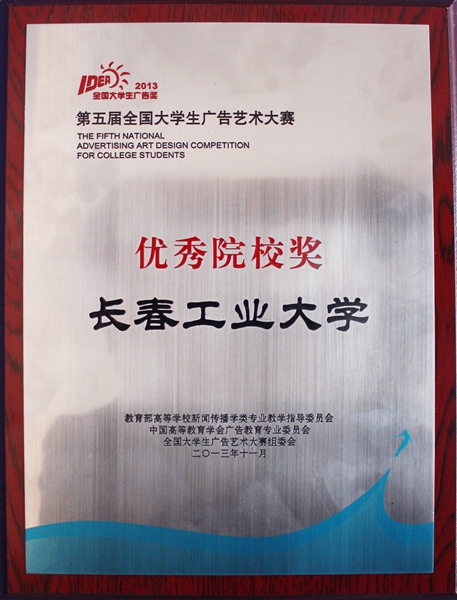 IDEA 2013
全国大学生广告奖
第五届全国大学生广告艺术大赛
THE FIFTH NATIONAL
ADVERTISING ART DESIGN COMPETITION
FOR COLLEGE STUDENTS
优秀院校奖
长春工业大学
教育部高等学校新闻传播学类专业教学指导委员会
中国高等教育学会广告教育专业委员会
全国大学生广告艺术大赛组委会
二〇一三年十一月